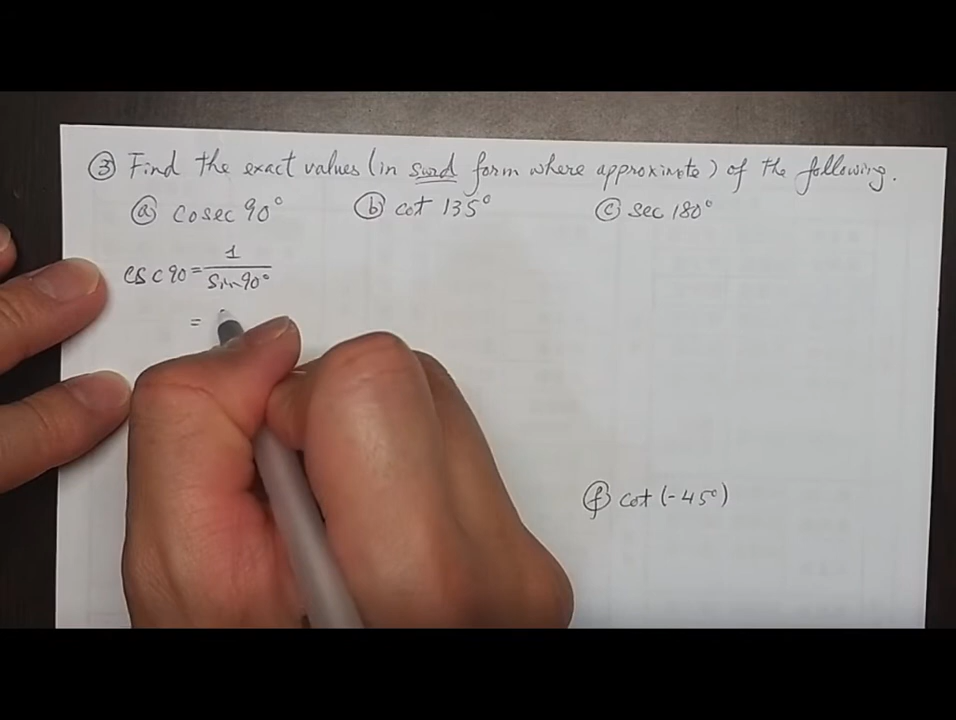 ③ Find the exact values (in surd form where approximate) of the following.
ⓐ cosec 90° ⓑ cot 135° ⓒ sec 180°
csc 90 = 1 / sin 90°
=
ⓕ cot (-45°)